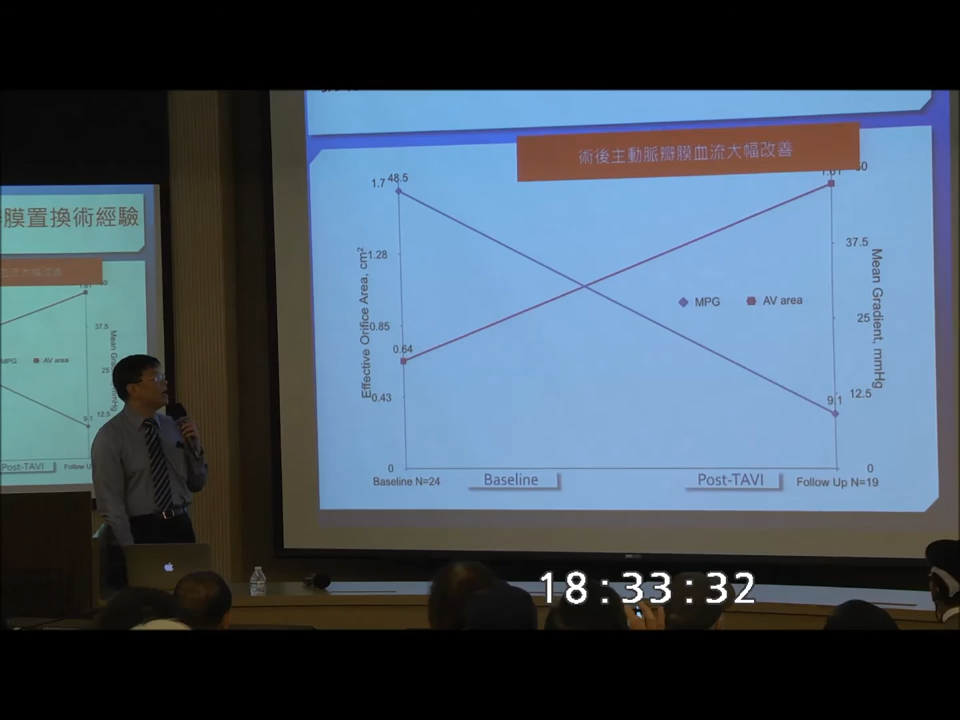 術後主動脈瓣膜血流大幅改善
1.7
48.5
1.61
50
1.28
37.5
Effective Orifice Area, cm²
Mean Gradient, mmHg
MPG
AV area
0.85
25
0.64
0.43
12.5
9.1
0
0
Baseline N=24
Baseline
Post-TAVI
Follow Up N=19
膜置換術經驗
37.5
MPG
AV area
25
12.5
9.1
Post-TAVI
Follow U
18:33:32